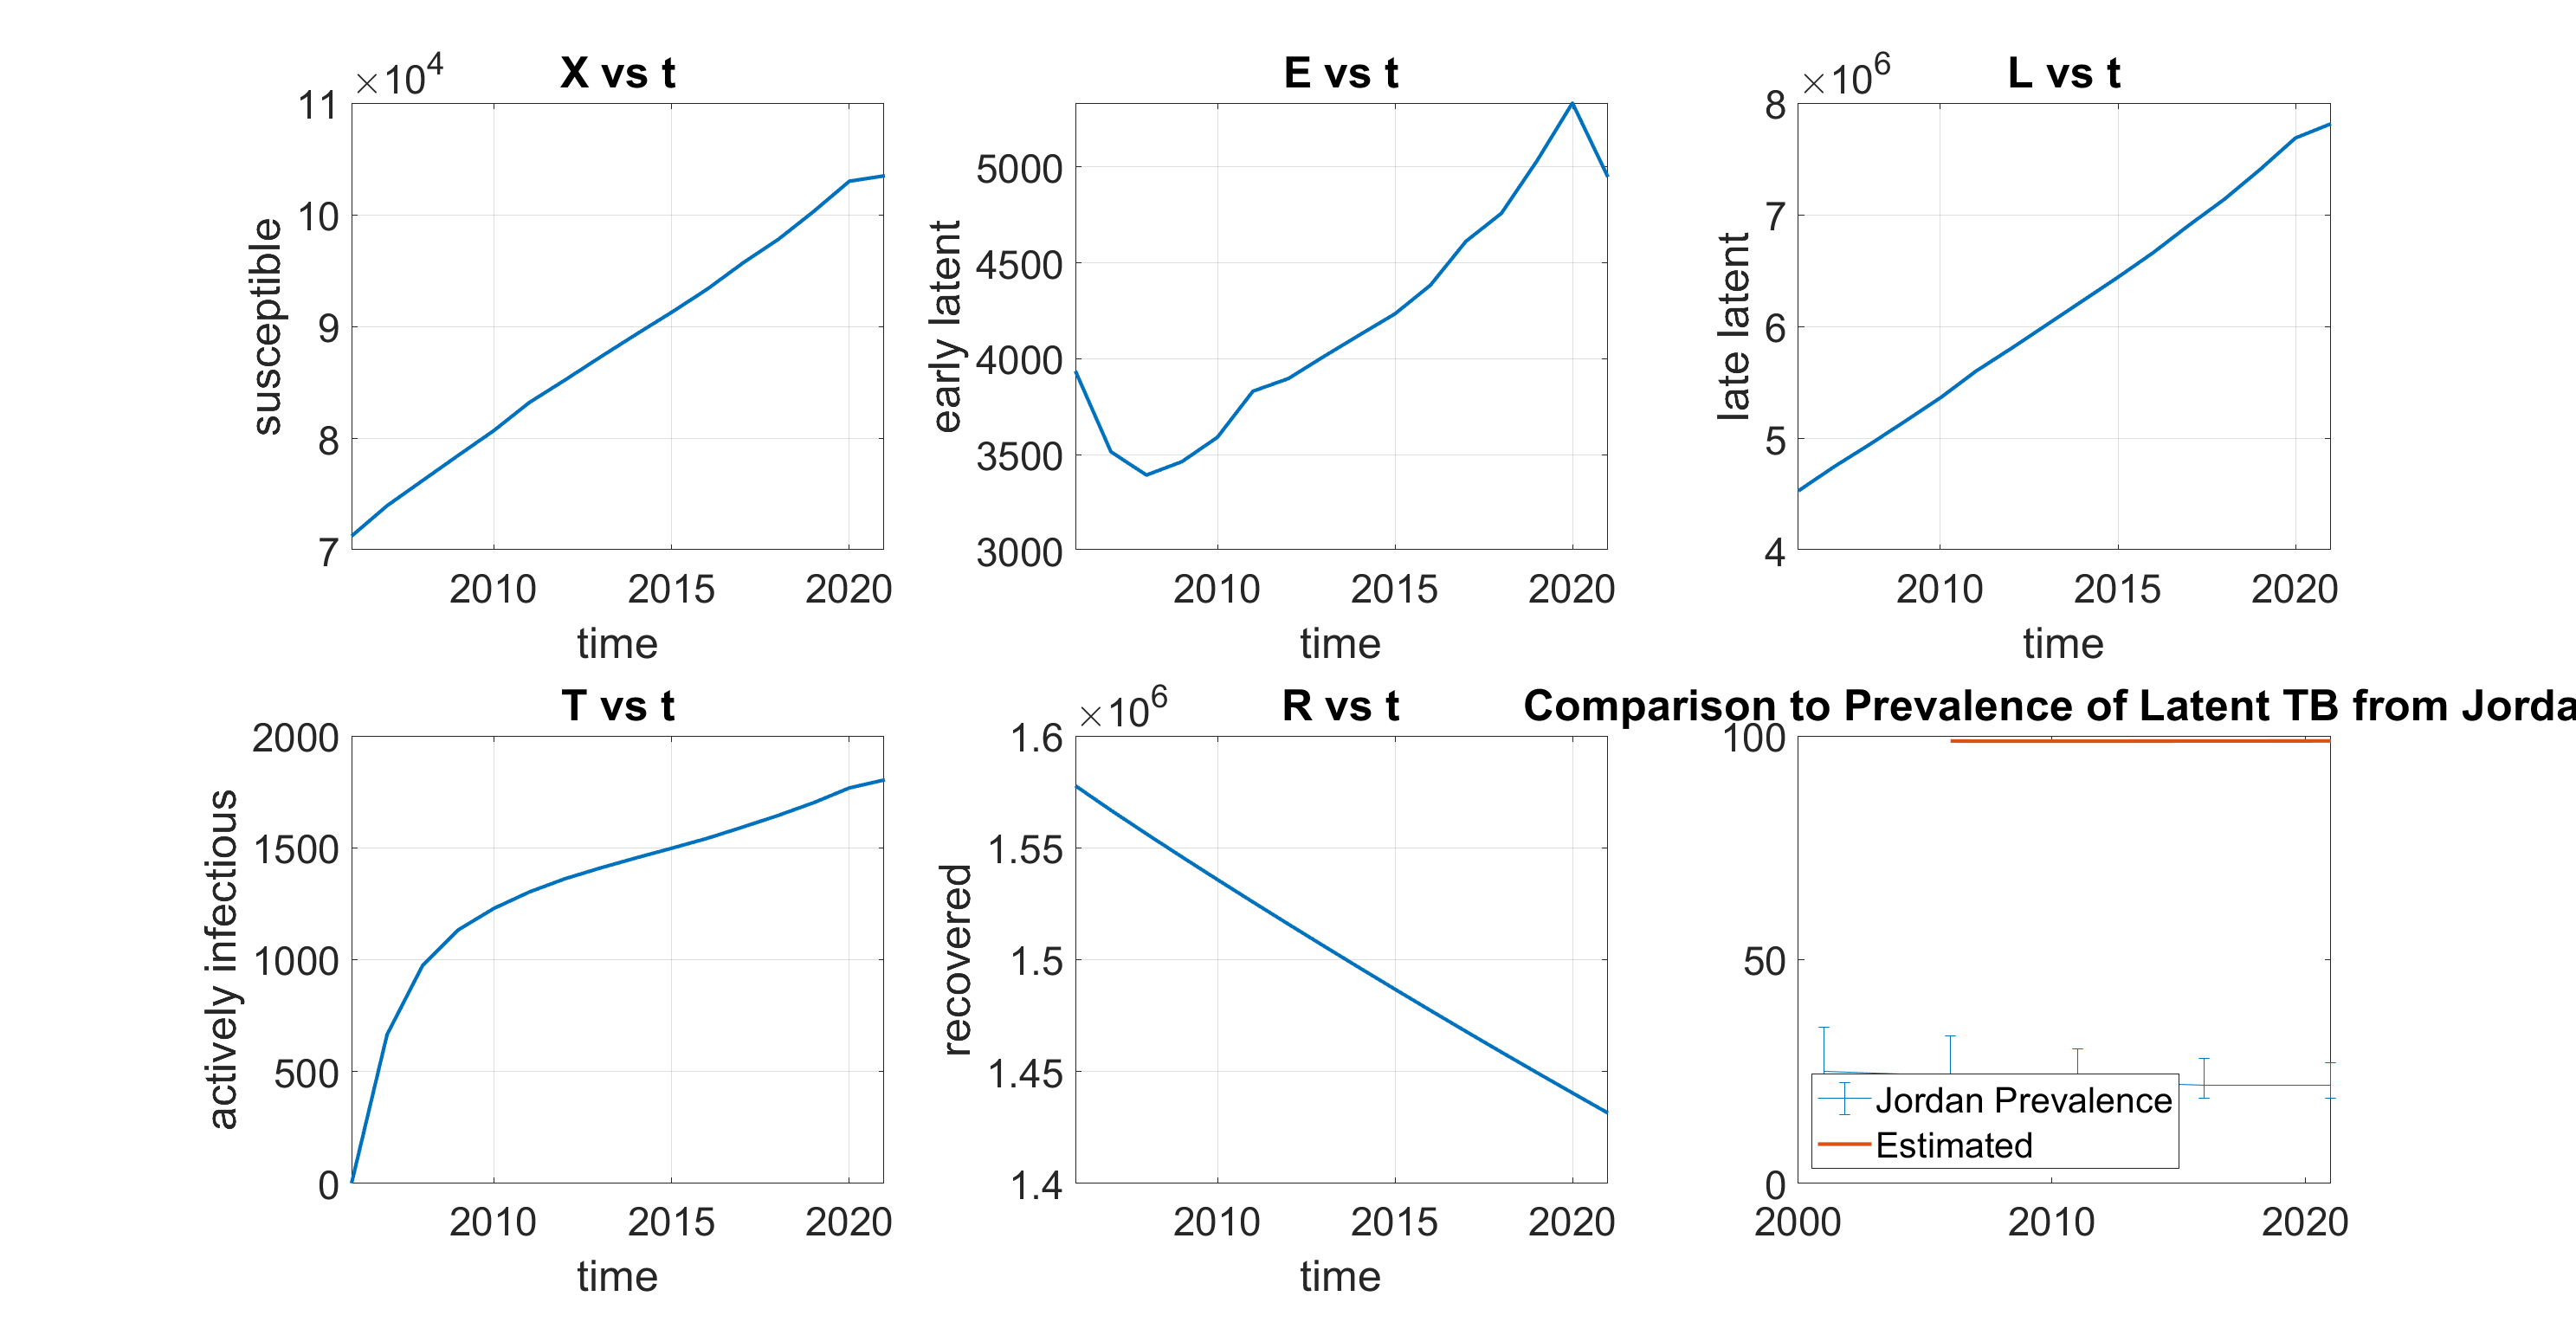 X vs t
×10^4
11
10
9
8
7
susceptible
2010 2015 2020
time
E vs t
5000
4500
4000
3500
3000
early latent
2010 2015 2020
time
L vs t
×10^6
8
7
6
5
4
late latent
2010 2015 2020
time
T vs t
2000
1500
1000
500
0
actively infectious
2010 2015 2020
time
R vs t
×10^6
1.6
1.55
1.5
1.45
1.4
recovered
2010 2015 2020
time
Comparison to Prevalence of Latent TB from Jorda
100
50
0
Jordan Prevalence
Estimated
2000 2010 2020